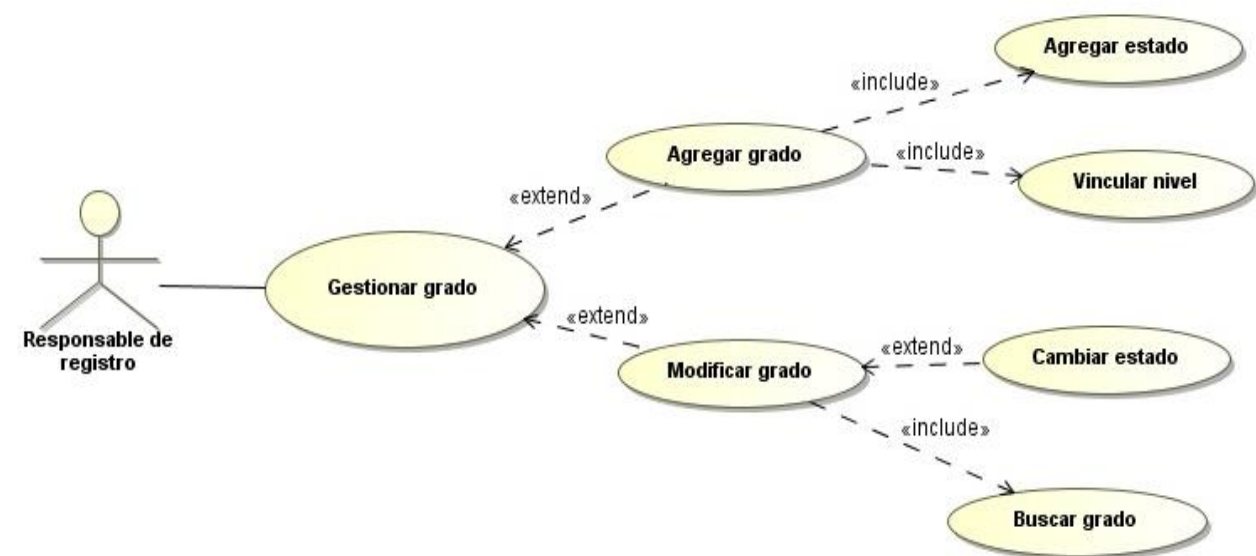 Agregar estado
«include»
Agregar grado
«include»
Vincular nivel
«extend»
Gestionar grado
Responsable de
registro
«extend»
Modificar grado
«extend»
Cambiar estado
«include»
Buscar grado